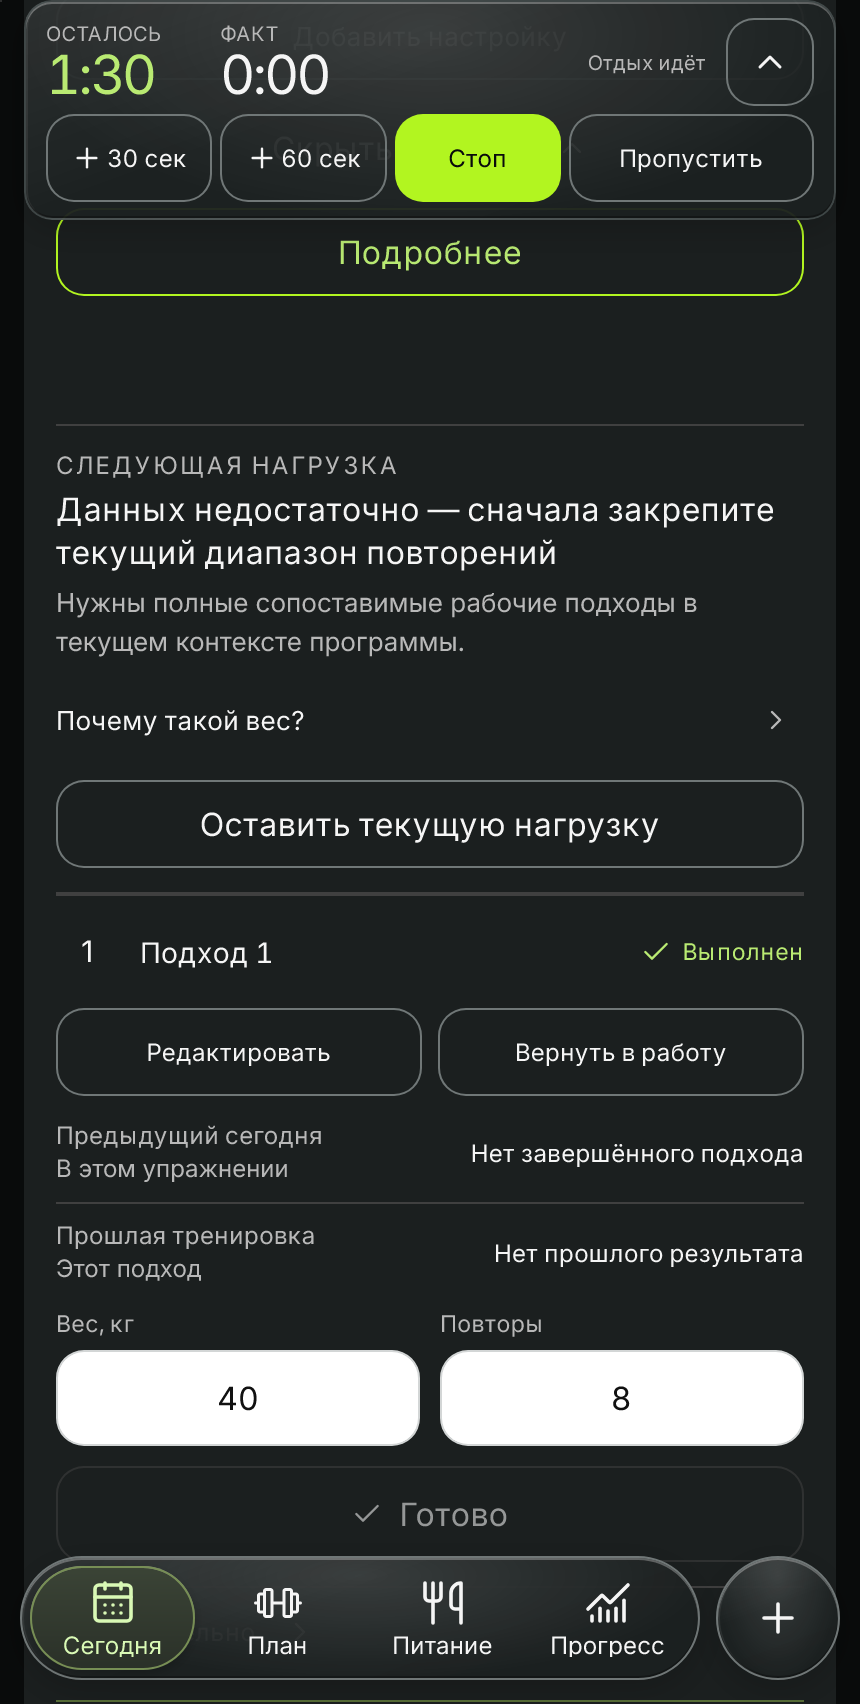 Добавить настройку
ОСТАЛОСЬ
1:30
ФАКТ
0:00
Отдых идёт
Скрыть
+ 30 сек
+ 60 сек
Стоп
Пропустить
Подробнее
СЛЕДУЮЩАЯ НАГРУЗКА
Данных недостаточно — сначала закрепите
текущий диапазон повторений
Нужны полные сопоставимые рабочие подходы в
текущем контексте программы.
Почему такой вес?
Оставить текущую нагрузку
1 Подход 1
Выполнен
Редактировать
Вернуть в работу
Предыдущий сегодня
В этом упражнении
Нет завершённого подхода
Прошлая тренировка
Этот подход
Нет прошлого результата
Вес, кг
Повторы
40
8
Готово
Сегодня
План
Питание
Прогресс